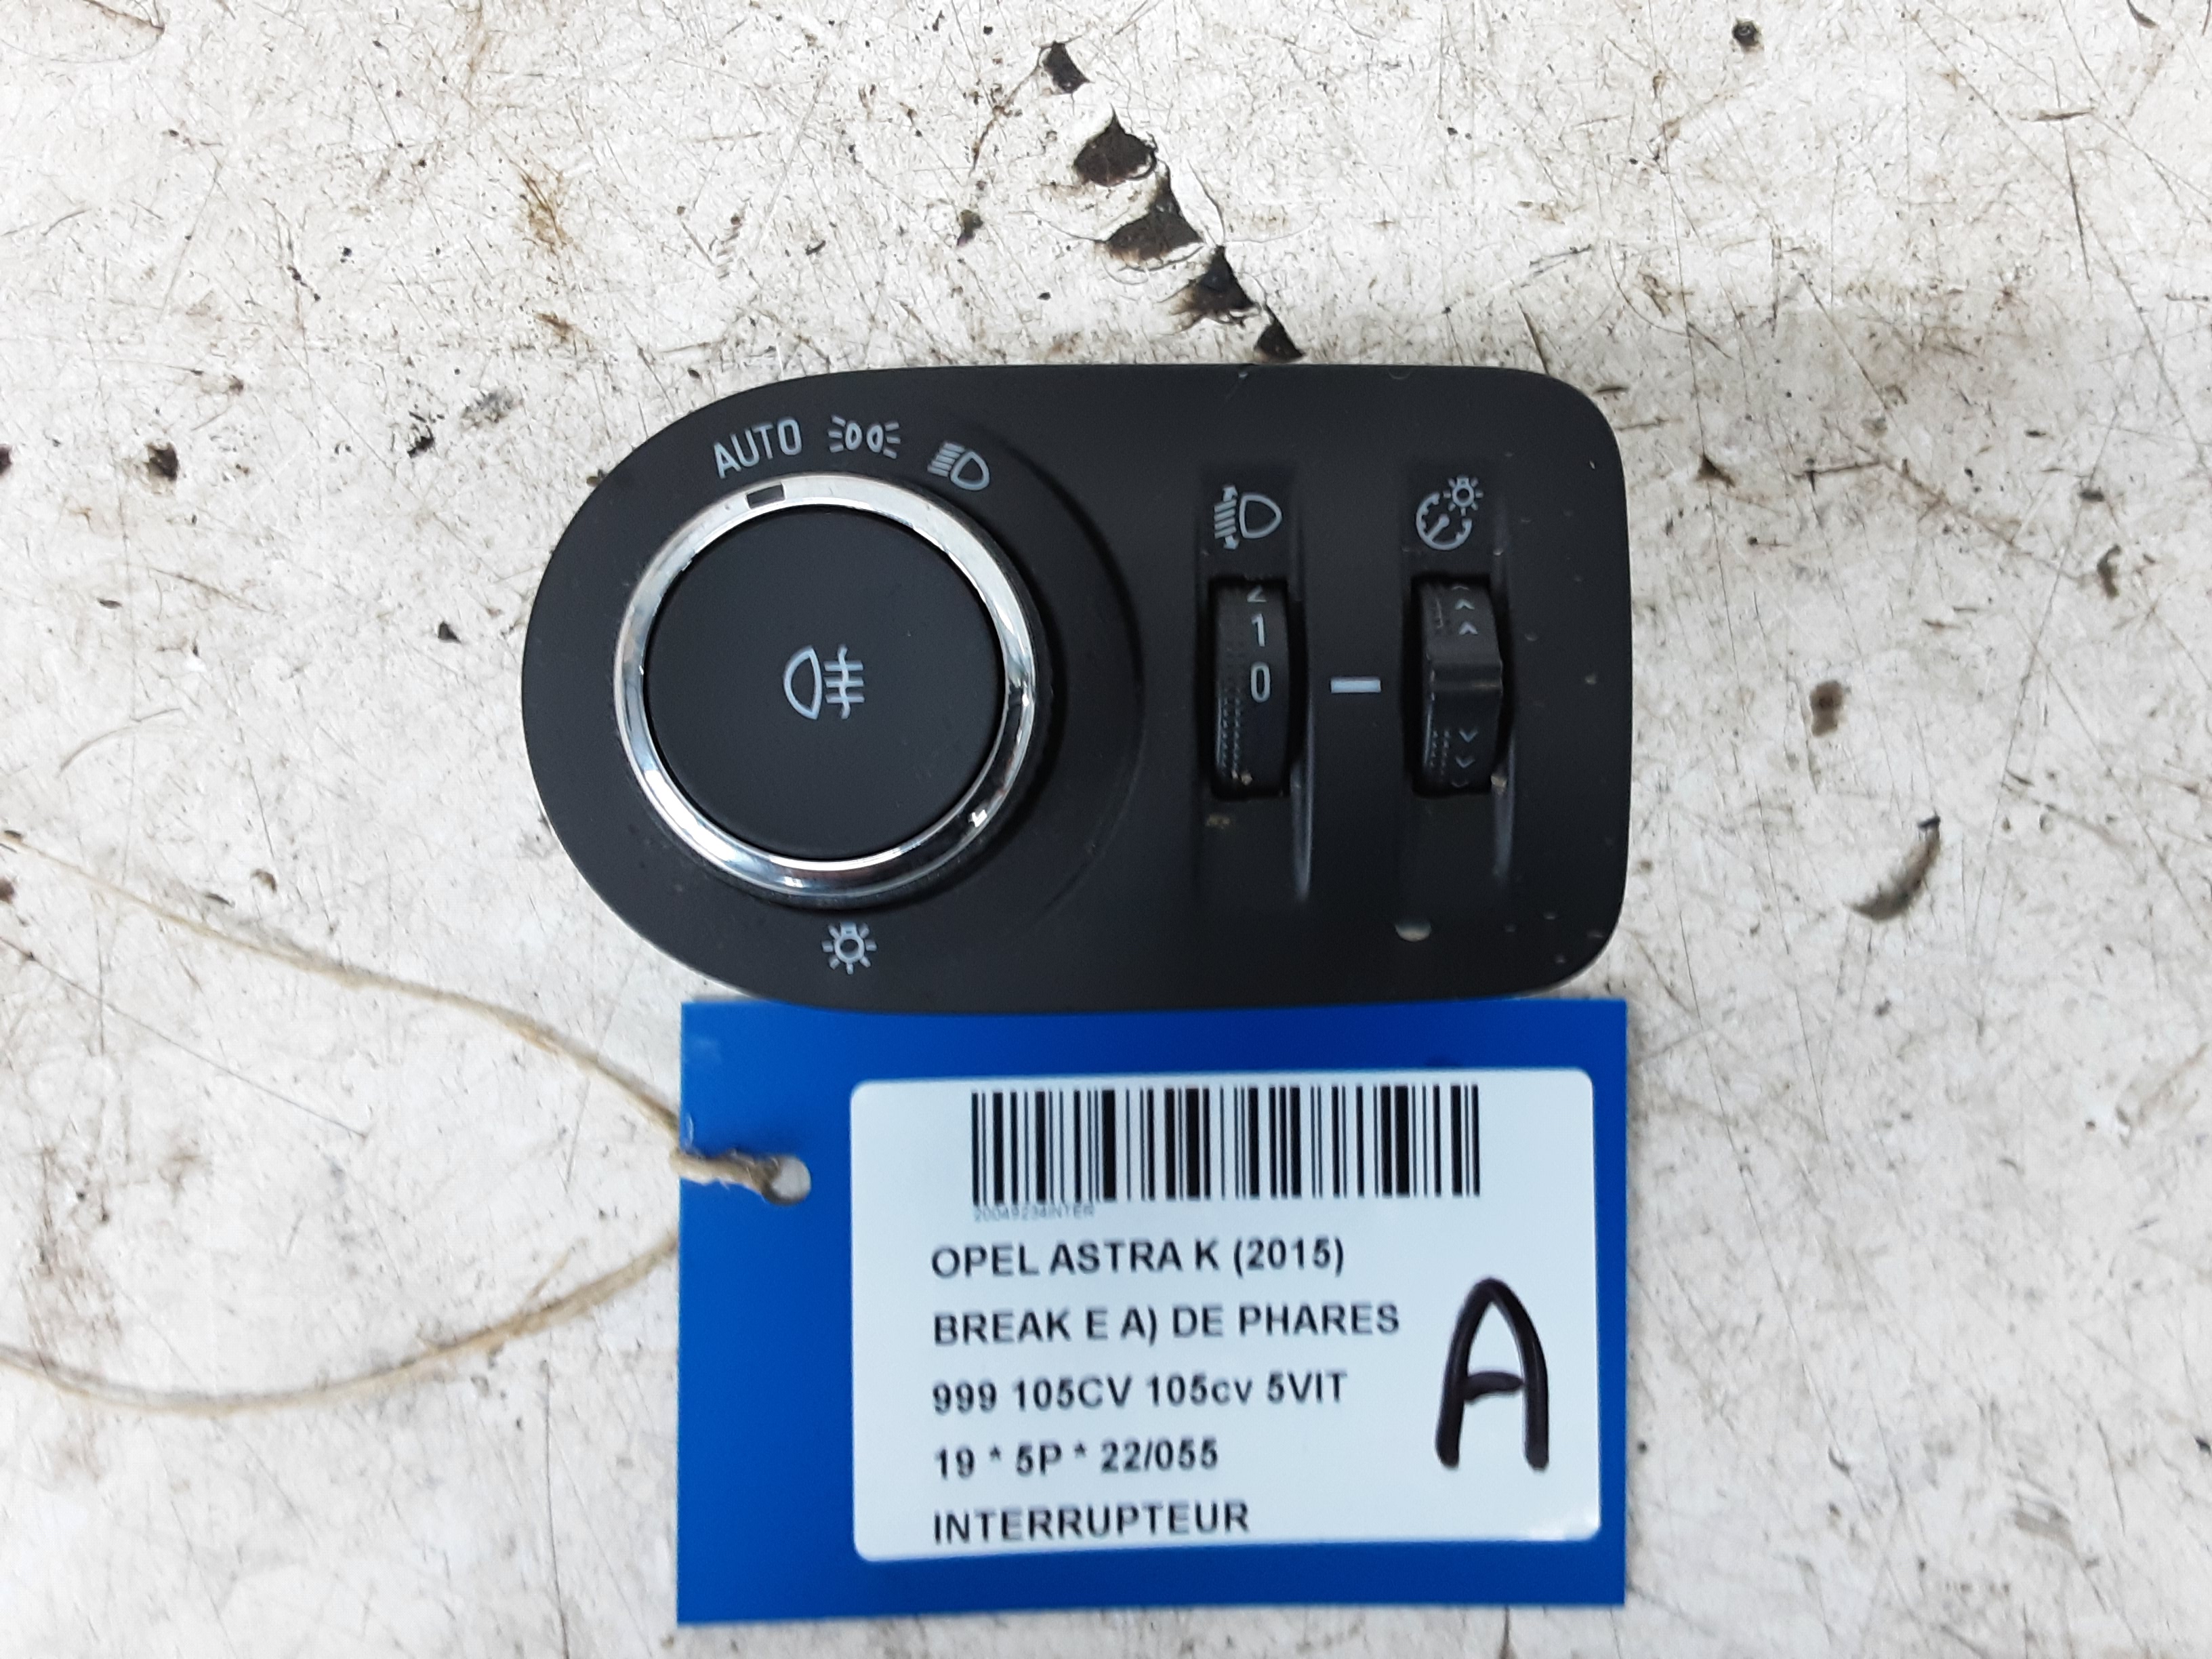 AUTO
2
1
0
20049234INTER
OPEL ASTRA K (2015)
BREAK E A) DE PHARES
999 105CV 105cv 5VIT
19 * 5P * 22/055
INTERRUPTEUR
A